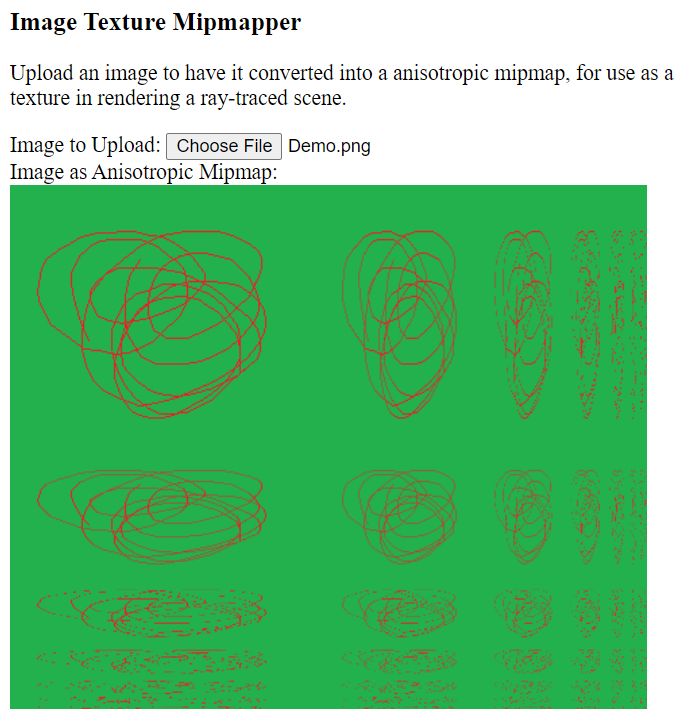 Image Texture Mipmapper
Upload an image to have it converted into a anisotropic mipmap, for use as a
texture in rendering a ray-traced scene.
Image to Upload: Choose File Demo.png
Image as Anisotropic Mipmap: